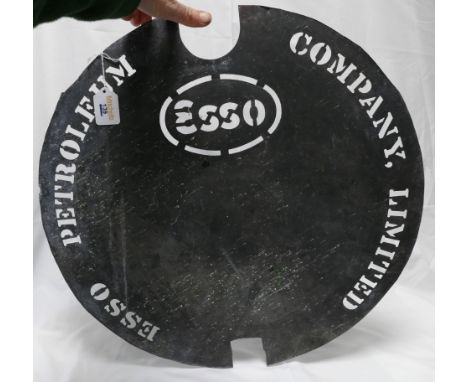 ESSO
ESSO PETROLEUM COMPANY, LIMITED